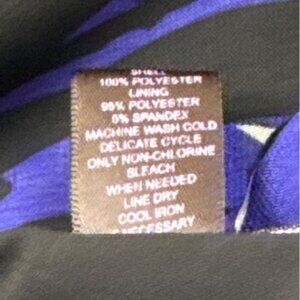 SHELL
100% POLYESTER
LINING
95% POLYESTER
5% SPANDEX
MACHINE WASH COLD
DELICATE CYCLE
ONLY NON-CHLORINE
BLEACH
WHEN NEEDED
LINE DRY
COOL IRON
NECESSARY